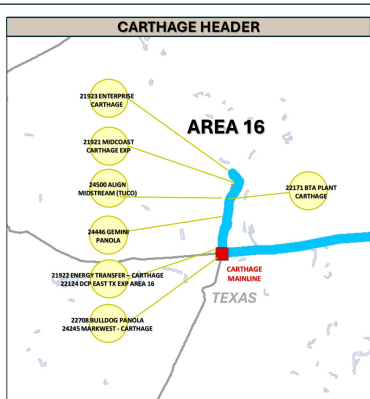 CARTHAGE HEADER
21923 ENTERPRISE
CARTHAGE
AREA 16
21921 MIDCOAST
CARTHAGE EXP
24500 ALIGN
MIDSTREAM (TUCO)
22171 BTA PLANT
CARTHAGE
24446 GEMINI
PANOLA
21922 ENERGY TRANSFER – CARTHAGE
22124 DCP EAST TX EXP AREA 16
CARTHAGE
MAINLINE
TEXAS
22708 BULLDOG PANOLA
24245 MARKWEST - CARTHAGE